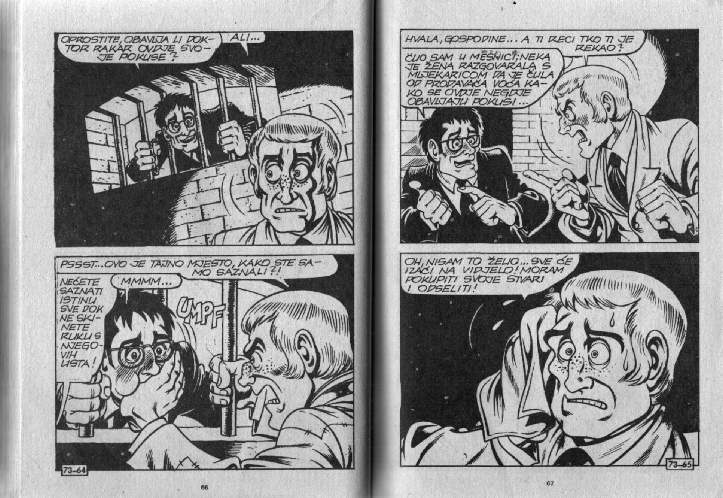 OPROSTITE, OBAVLJA LI DOK-
TOR RAKAR OVDJE SVO-
JE POKUSE?
ALI...
PSSST...OVO JE TAJNO MJESTO, KAKO STE SA-
MO SAZNALI?!
MMMM...
NEĆETE
SAZNATI
ISTINU
SVE DOK
NE SKI-
NETE
RUKU S
NJEGO-
VIH
USTA!
UMPF
73-64
66
HVALA, GOSPODINE... A TI RECI TKO TI JE
REKAO?
ČUO SAM U MESNICI; NEKA
JE ŽENA RAZGOVARALA S
MLJEKARICOM DA JE ČULA
OD PRODAVAČA VOĆA KA-
KO SE OVDJE NEGDJE
OBAVLJAJU POKUSI...
OH, NISAM TO ŽELIO... SVE ĆE
IZAĆI NA VIDJELO! MORAM
POKUPITI SVOJE STVARI
I ODSELITI!
73-65
67